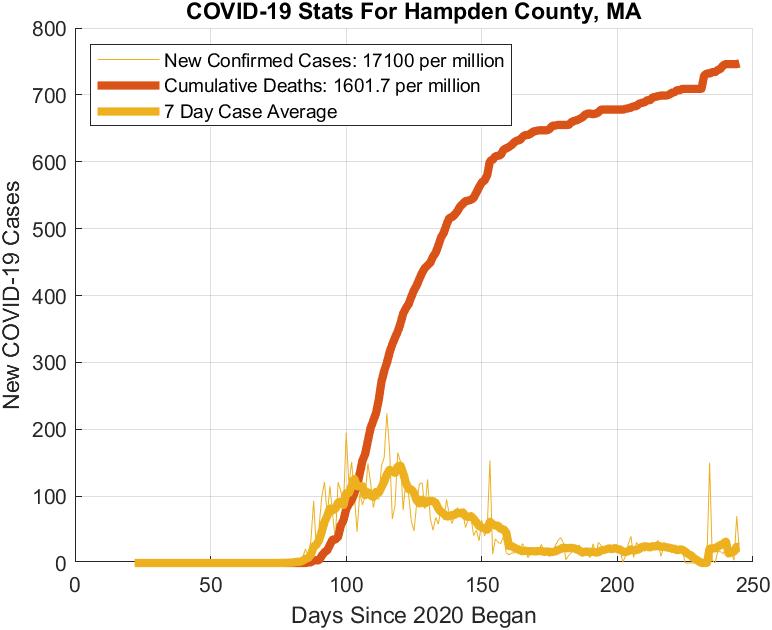 COVID-19 Stats For Hampden County, MA
New Confirmed Cases: 17100 per million
Cumulative Deaths: 1601.7 per million
7 Day Case Average
New COVID-19 Cases
800
700
600
500
400
300
200
100
0
0 50 100 150 200 250
Days Since 2020 Began